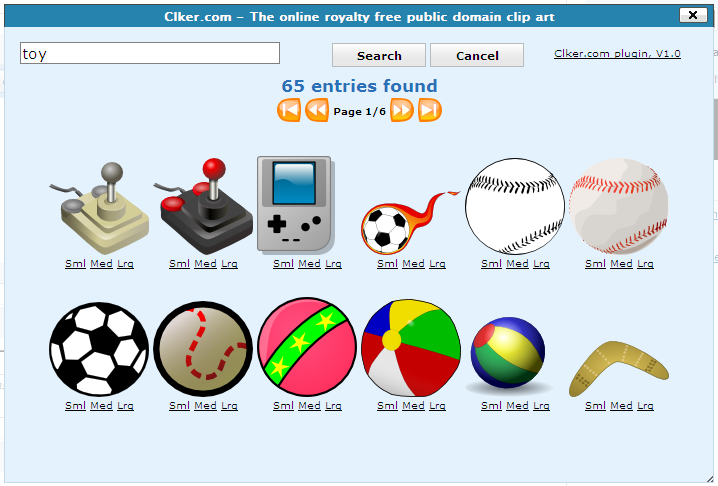 Clker.com – The online royalty free public domain clip art
toy
Search
Cancel
Clker.com plugin, V1.0
65 entries found
Page 1/6
Sml Med Lrg
Sml Med Lrg
Sml Med Lrg
Sml Med Lrg
Sml Med Lrg
Sml Med Lrg
Sml Med Lrg
Sml Med Lrg
Sml Med Lrg
Sml Med Lrg
Sml Med Lrg
Sml Med Lrg